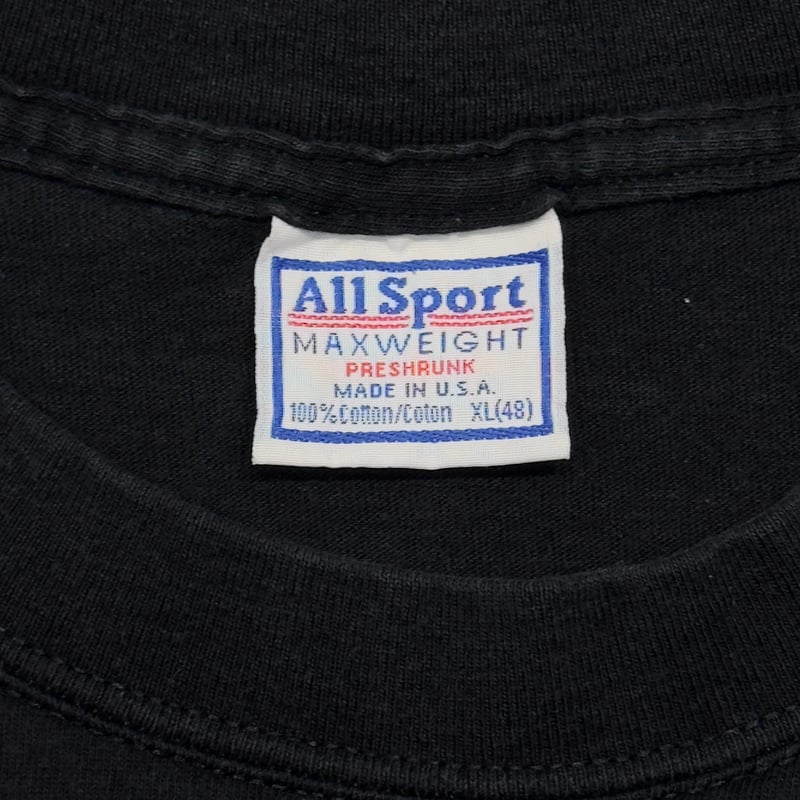 All Sport
MAXWEIGHT
PRESHRUNK
MADE IN U.S.A.
100% Cotton/Coton XL(48)